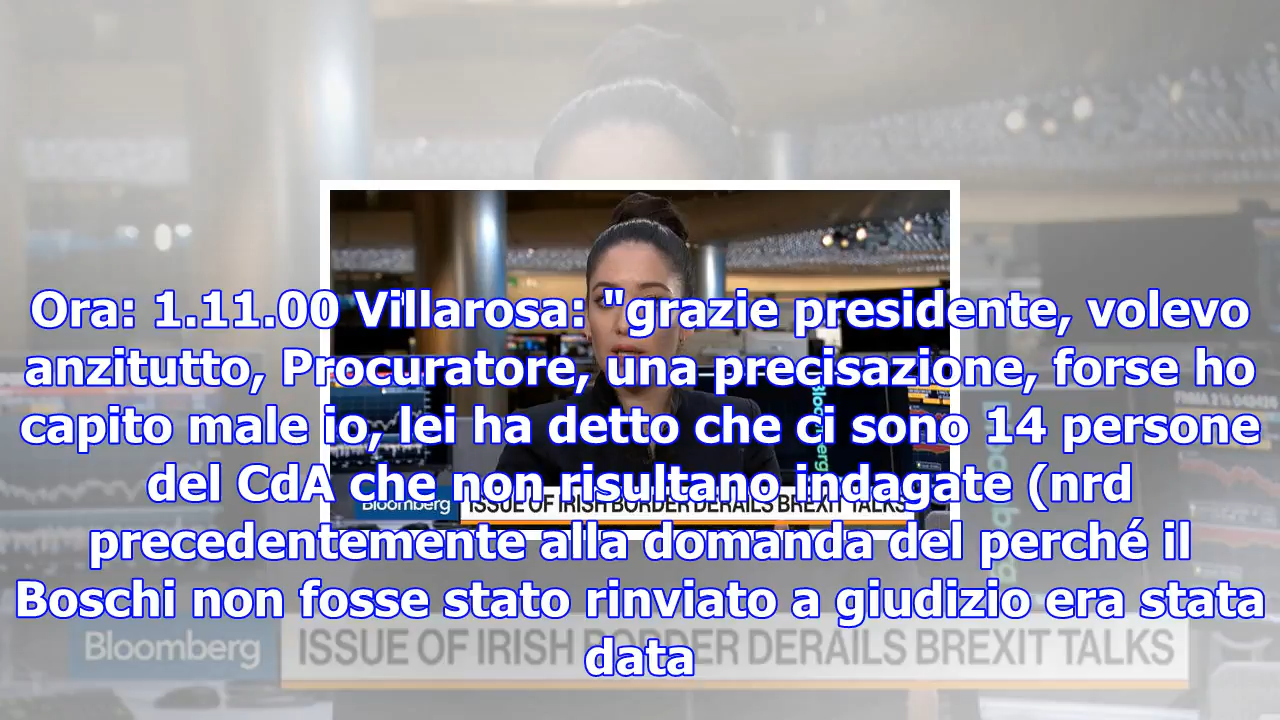 Ora: 1.11.00 Villarosa: "grazie presidente, volevo
anzitutto, Procuratore, una precisazione, forse ho
capito male io, lei ha detto che ci sono 14 persone
del CdA che non risultano indagate (nrd
precedentemente alla domanda del perché il
Boschi non fosse stato rinviato a giudizio era stata
data
Bloomberg
Bloomberg ISSUE OF IRISH BORDER DERAILS BREXIT TALKS
Bloomberg ISSUE OF IRISH BORDER DERAILS BREXIT TALKS